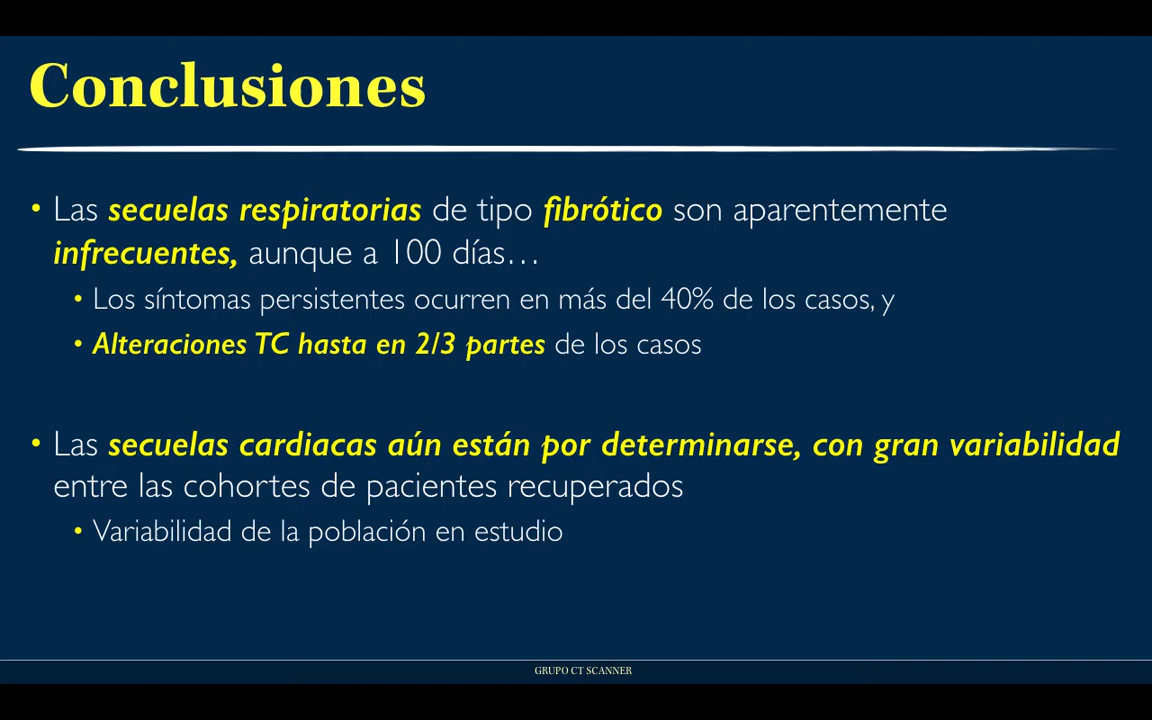 Conclusiones
• Las secuelas respiratorias de tipo fibrótico son aparentemente
infrecuentes, aunque a 100 días…
• Los síntomas persistentes ocurren en más del 40% de los casos, y
• Alteraciones TC hasta en 2/3 partes de los casos
• Las secuelas cardiacas aún están por determinarse, con gran variabilidad
entre las cohortes de pacientes recuperados
• Variabilidad de la población en estudio
GRUPO CT SCANNER